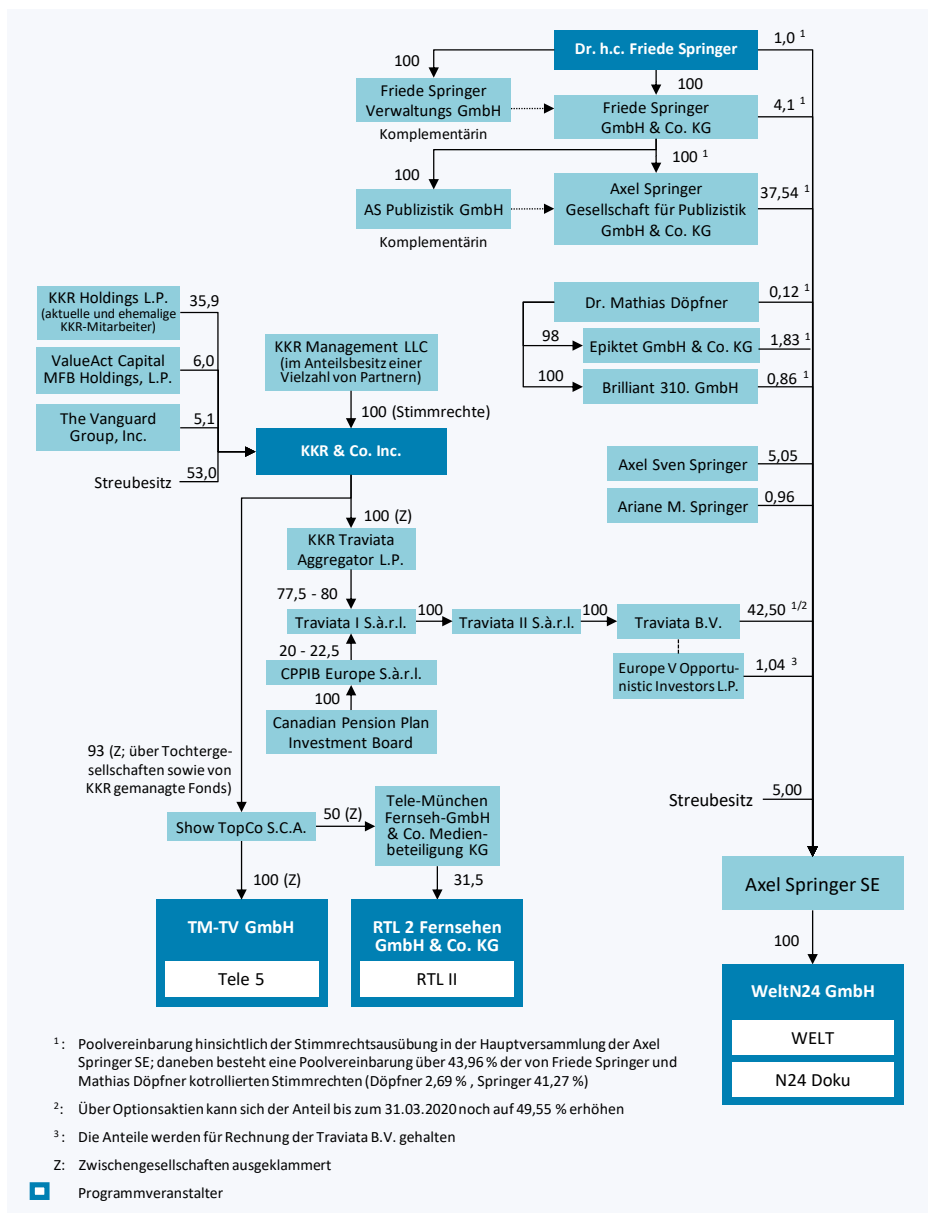 Dr. h.c. Friede Springer
1,0 ¹
100
100
Friede Springer
Verwaltungs GmbH
Komplementärin
Friede Springer
GmbH & Co. KG
4,1 ¹
100
100 ¹
AS Publizistik GmbH
Komplementärin
Axel Springer
Gesellschaft für Publizistik
GmbH & Co. KG
37,54 ¹
Dr. Mathias Döpfner
0,12 ¹
98
Epiktet GmbH & Co. KG
1,83 ¹
100
Brilliant 310. GmbH
0,86 ¹
KKR Holdings L.P.
(aktuelle und ehemalige
KKR-Mitarbeiter)
35,9
ValueAct Capital
MFB Holdings, L.P.
6,0
The Vanguard
Group, Inc.
5,1
Streubesitz
53,0
KKR Management LLC
(im Anteilsbesitz einer
Vielzahl von Partnern)
100 (Stimmrechte)
KKR & Co. Inc.
Axel Sven Springer
5,05
Ariane M. Springer
0,96
100 (Z)
KKR Traviata
Aggregator L.P.
77,5 - 80
Traviata I S.à.r.l.
100
Traviata II S.à.r.l.
100
Traviata B.V.
42,50 ¹/²
20 - 22,5
CPPIB Europe S.à.r.l.
100
Canadian Pension Plan
Investment Board
Europe V Opportu-
nistic Investors L.P.
1,04 ³
93 (Z; über Tochterge-
sellschaften sowie von
KKR gemanagte Fonds)
Show TopCo S.C.A.
50 (Z)
Tele-München
Fernseh-GmbH
& Co. Medien-
beteiligung KG
Streubesitz
5,00
100 (Z)
31,5
Axel Springer SE
100
TM-TV GmbH
Tele 5
RTL 2 Fernsehen
GmbH & Co. KG
RTL II
WeltN24 GmbH
WELT
N24 Doku
¹: Poolvereinbarung hinsichtlich der Stimmrechtsausübung in der Hauptversammlung der Axel
Springer SE; daneben besteht eine Poolvereinbarung über 43,96 % der von Friede Springer und
Mathias Döpfner kotrollierten Stimmrechten (Döpfner 2,69 % , Springer 41,27 %)
²: Über Optionsaktien kann sich der Anteil bis zum 31.03.2020 noch auf 49,55 % erhöhen
³: Die Anteile werden für Rechnung der Traviata B.V. gehalten
Z: Zwischengesellschaften ausgeklammert
Programmveranstalter